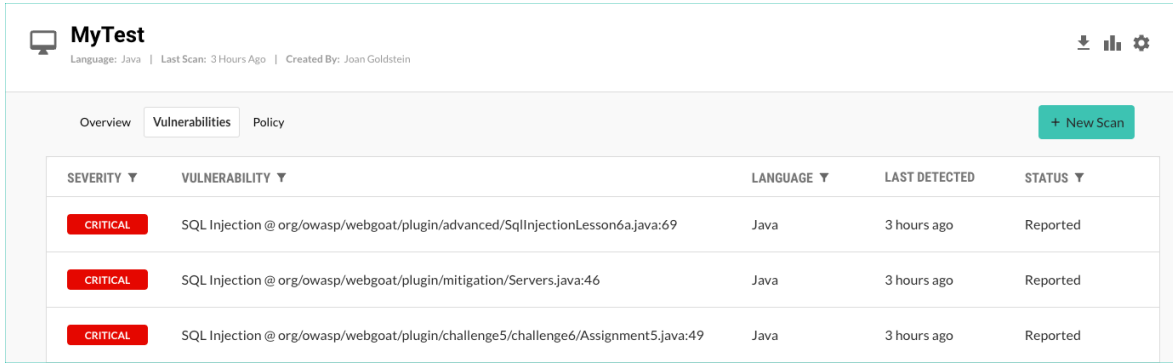 MyTest
Language: Java | Last Scan: 3 Hours Ago | Created By: Joan Goldstein
Overview Vulnerabilities Policy + New Scan
SEVERITY VULNERABILITY LANGUAGE LAST DETECTED STATUS
CRITICAL SQL Injection @ org/owasp/webgoat/plugin/advanced/SqlInjectionLesson6a.java:69 Java 3 hours ago Reported
CRITICAL SQL Injection @ org/owasp/webgoat/plugin/mitigation/Servers.java:46 Java 3 hours ago Reported
CRITICAL SQL Injection @ org/owasp/webgoat/plugin/challenge5/challenge6/Assignment5.java:49 Java 3 hours ago Reported